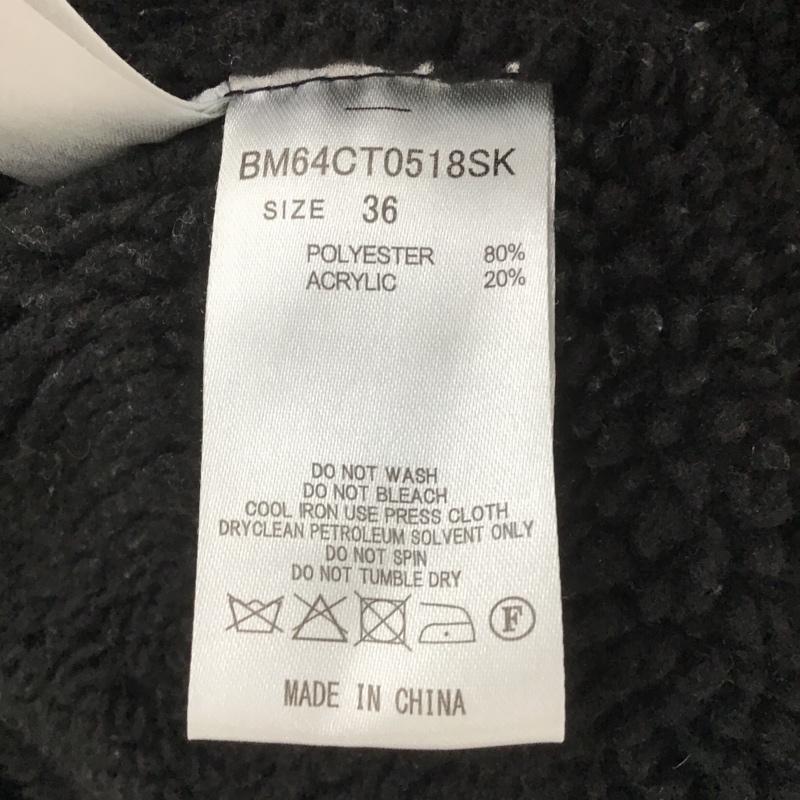 BM64CT0518SK
SIZE 36
POLYESTER 80%
ACRYLIC 20%
DO NOT WASH
DO NOT BLEACH
COOL IRON USE PRESS CLOTH
DRYCLEAN PETROLEUM SOLVENT ONLY
DO NOT SPIN
DO NOT TUMBLE DRY
F
MADE IN CHINA